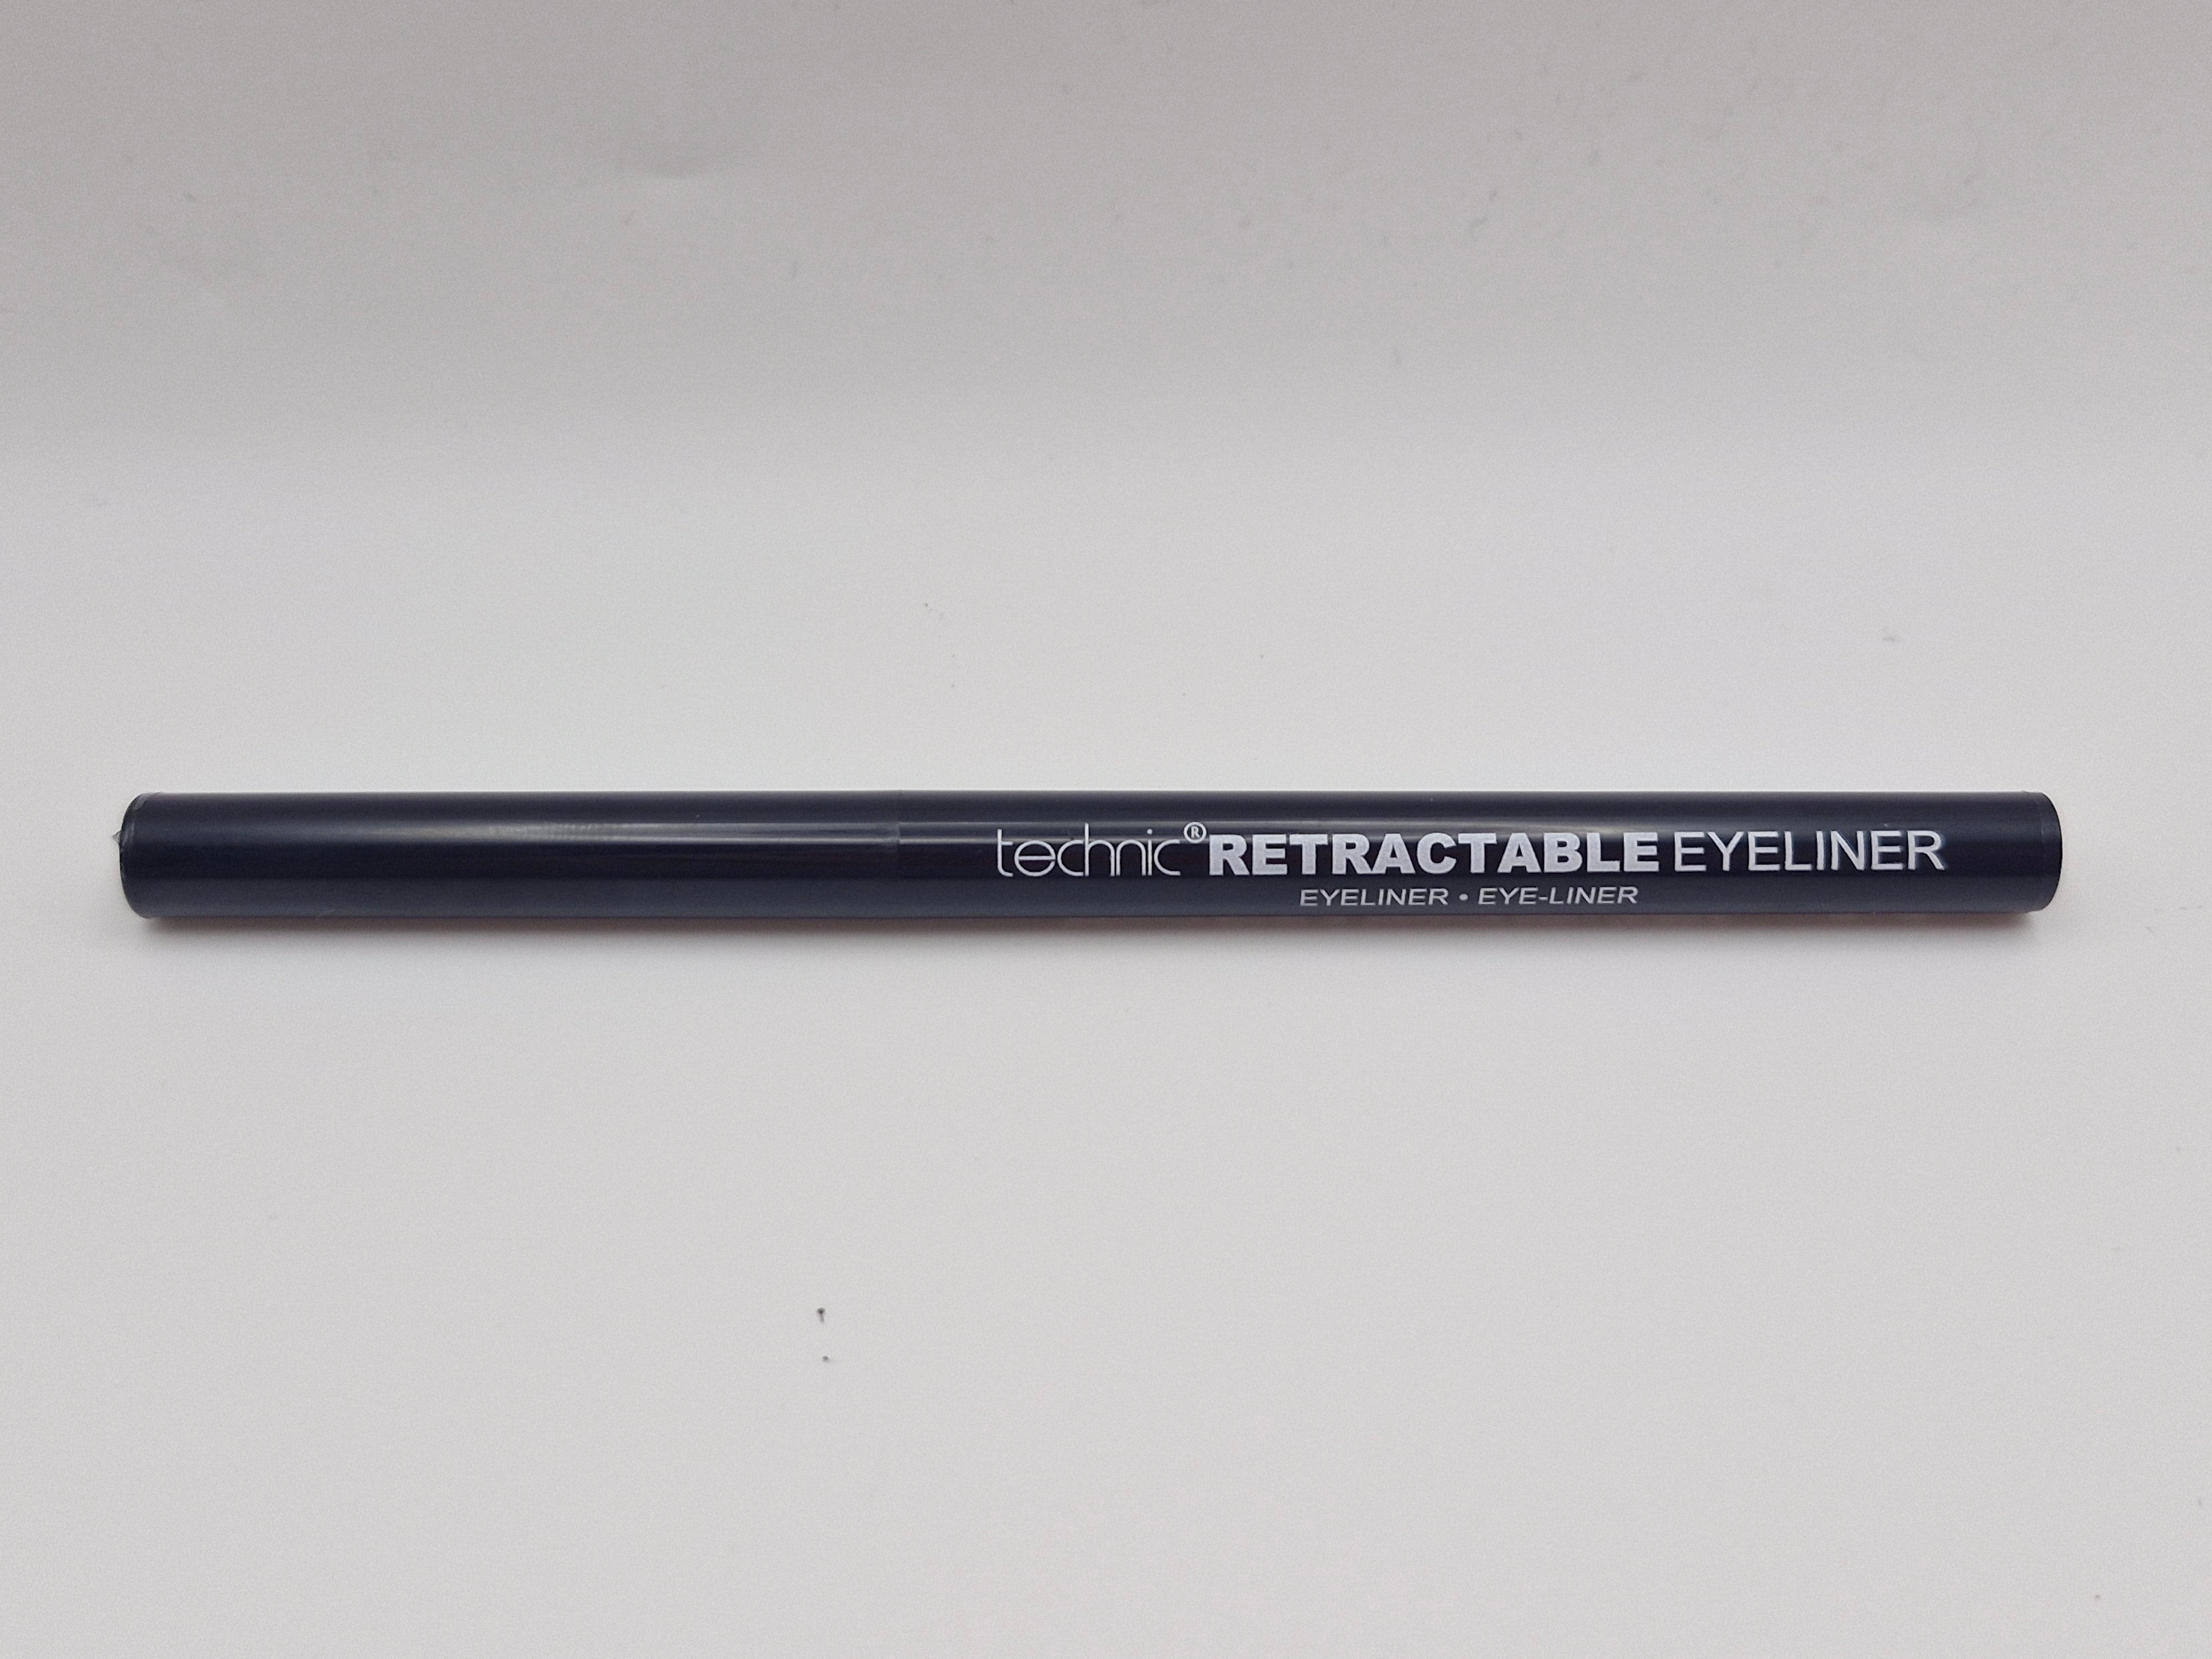 technic® RETRACTABLE EYELINER
EYELINER • EYE-LINER